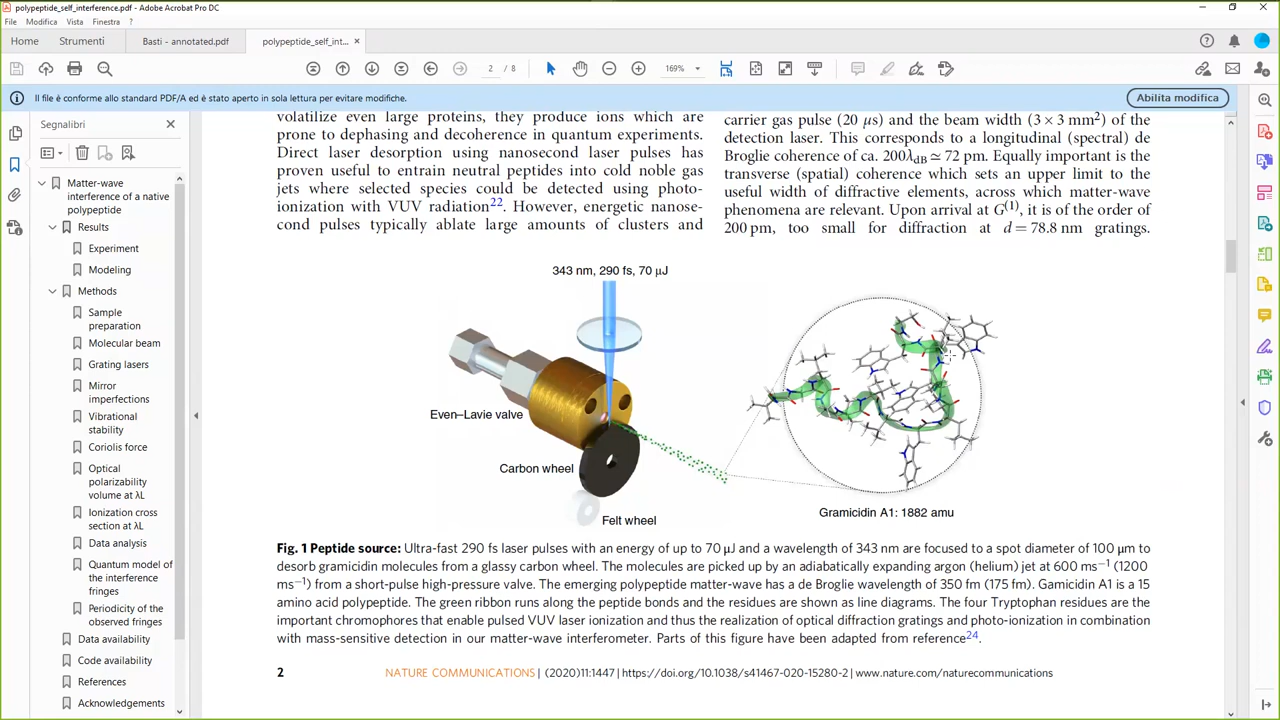 polypeptide_self_interference.pdf - Adobe Acrobat Pro DC
File Modifica Vista Finestra ?
Home Strumenti Basti - annotated.pdf polypeptide_self_int... ×
2 / 8 169%
Il file è conforme allo standard PDF/A ed è stato aperto in sola lettura per evitare modifiche. Abilita modifica
Segnalibri
Matter-wave
interference of a native
polypeptide
Results
Experiment
Modeling
Methods
Sample
preparation
Molecular beam
Grating lasers
Mirror
imperfections
Vibrational
stability
Coriolis force
Optical
polarizability
volume at λL
Ionization cross
section at λL
Data analysis
Quantum model of
the interference
fringes
Periodicity of the
observed fringes
Data availability
Code availability
References
Acknowledgements
volatilize even large proteins, they produce ions which are
prone to dephasing and decoherence in quantum experiments.
Direct laser desorption using nanosecond laser pulses has
proven useful to entrain neutral peptides into cold noble gas
jets where selected species could be detected using photo-
ionization with VUV radiation22. However, energetic nanose-
cond pulses typically ablate large amounts of clusters and
carrier gas pulse (20 μs) and the beam width (3 × 3 mm2) of the
detection laser. This corresponds to a longitudinal (spectral) de
Broglie coherence of ca. 200λdB ≃ 72 pm. Equally important is the
transverse (spatial) coherence which sets an upper limit to the
useful width of diffractive elements, across which matter-wave
phenomena are relevant. Upon arrival at G(1), it is of the order of
200 pm, too small for diffraction at d = 78.8 nm gratings.
343 nm, 290 fs, 70 μJ
Even–Lavie valve
Carbon wheel
Felt wheel
Gramicidin A1: 1882 amu
Fig. 1 Peptide source: Ultra-fast 290 fs laser pulses with an energy of up to 70 μJ and a wavelength of 343 nm are focused to a spot diameter of 100 μm to
desorb gramicidin molecules from a glassy carbon wheel. The molecules are picked up by an adiabatically expanding argon (helium) jet at 600 ms−1 (1200
ms−1) from a short-pulse high-pressure valve. The emerging polypeptide matter-wave has a de Broglie wavelength of 350 fm (175 fm). Gamicidin A1 is a 15
amino acid polypeptide. The green ribbon runs along the peptide bonds and the residues are shown as line diagrams. The four Tryptophan residues are the
important chromophores that enable pulsed VUV laser ionization and thus the realization of optical diffraction gratings and photo-ionization in combination
with mass-sensitive detection in our matter-wave interferometer. Parts of this figure have been adapted from reference24.
2 NATURE COMMUNICATIONS | (2020)11:1447 | https://doi.org/10.1038/s41467-020-15280-2 | www.nature.com/naturecommunications